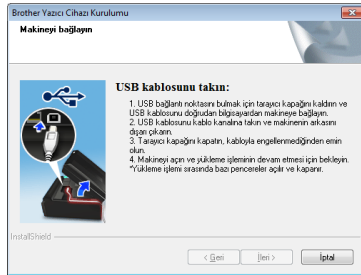 Brother Yazıcı Cihazı Kurulumu
Makineyi bağlayın
USB kablosunu takın:
1. USB bağlantı noktasını bulmak için tarayıcı kapağını kaldırın ve
USB kablosunu doğrudan bilgisayardan makineye bağlayın.
2. USB kablosunu kablo kanalına takın ve makinenin arkasını
dışarı çıkarın.
3. Tarayıcı kapağını kapatın, kabloyla engellenmediğinden emin
olun.
4. Makineyi açın ve yükleme işleminin devam etmesi için bekleyin.
*Yükleme işlemi sırasında bazı pencereler açılır ve kapanır.
InstallShield
< Geri
İleri >
İptal